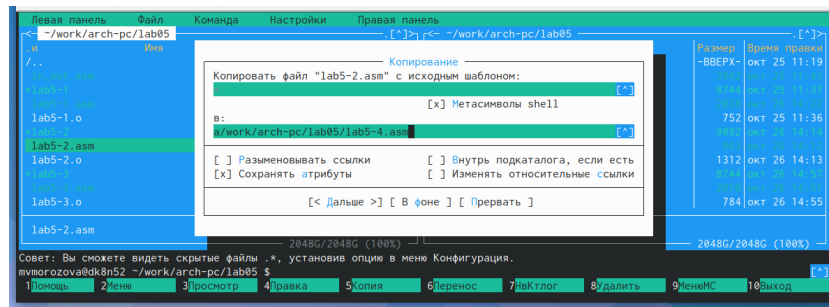 Левая панель Файл Команда Настройки Правая панель
<— ~/work/arch-pc/lab05 .[^]> <— ~/work/arch-pc/lab05 .[^]>
.и Имя Размер Время правки
/.. -ВВЕРХ- окт 25 11:19
*lab5-1 8744 окт 25 11:37
lab5-1.o 752 окт 25 11:36
*lab5-2 9092 окт 26 14:14
lab5-2.asm
lab5-2.o 1312 окт 26 14:13
*lab5-3 8744 окт 26 14:57
lab5-3.o 784 окт 26 14:55
lab5-2.asm
Копирование
Копировать файл "lab5-2.asm" с исходным шаблоном:
[^]
[x] Метасимволы shell
в:
a/work/arch-pc/lab05/lab5-4.asm [^]
[ ] Разыменовывать ссылки [ ] Внутрь подкаталога, если есть
[x] Сохранять атрибуты [ ] Изменять относительные ссылки
[< Дальше >] [ В фоне ] [ Прервать ]
2048G/2048G (100%) 2048G/2048G (100%)
Совет: Вы сможете видеть скрытые файлы .*, установив опцию в меню Конфигурация.
mvmorozova@dk8n52 ~/work/arch-pc/lab05 $ [^]
1Помощь 2Меню 3Просмотр 4Правка 5Копия 6Перенос 7НвКтлог 8Удалить 9МенюМС 10Выход